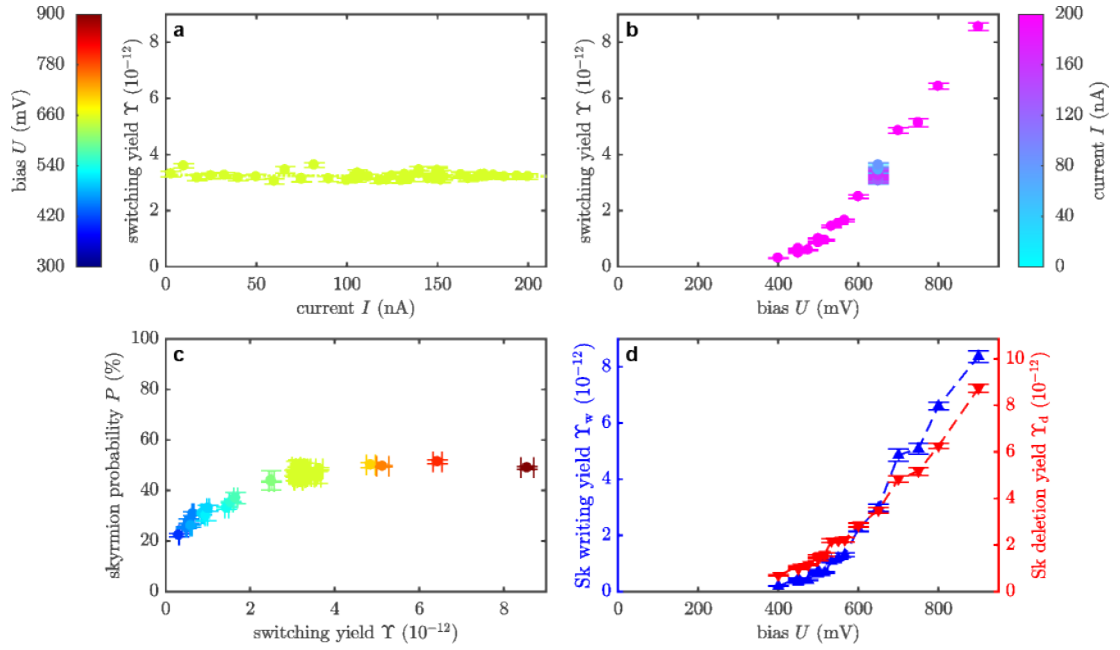 900
780
660
540
420
300
bias U (mV)
a
8
6
4
2
0
switching yield ϒ (10⁻¹²)
0 50 100 150 200
current I (nA)
b
8
6
4
2
0
switching yield ϒ (10⁻¹²)
0 200 400 600 800
bias U (mV)
200
160
120
80
40
0
current I (nA)
c
100
80
60
40
20
0
skyrmion probability P (%)
0 2 4 6 8
switching yield ϒ (10⁻¹²)
d
8
6
4
2
0
Sk writing yield ϒw (10⁻¹²)
0 200 400 600 800
bias U (mV)
10
8
6
4
2
0
Sk deletion yield ϒd (10⁻¹²)